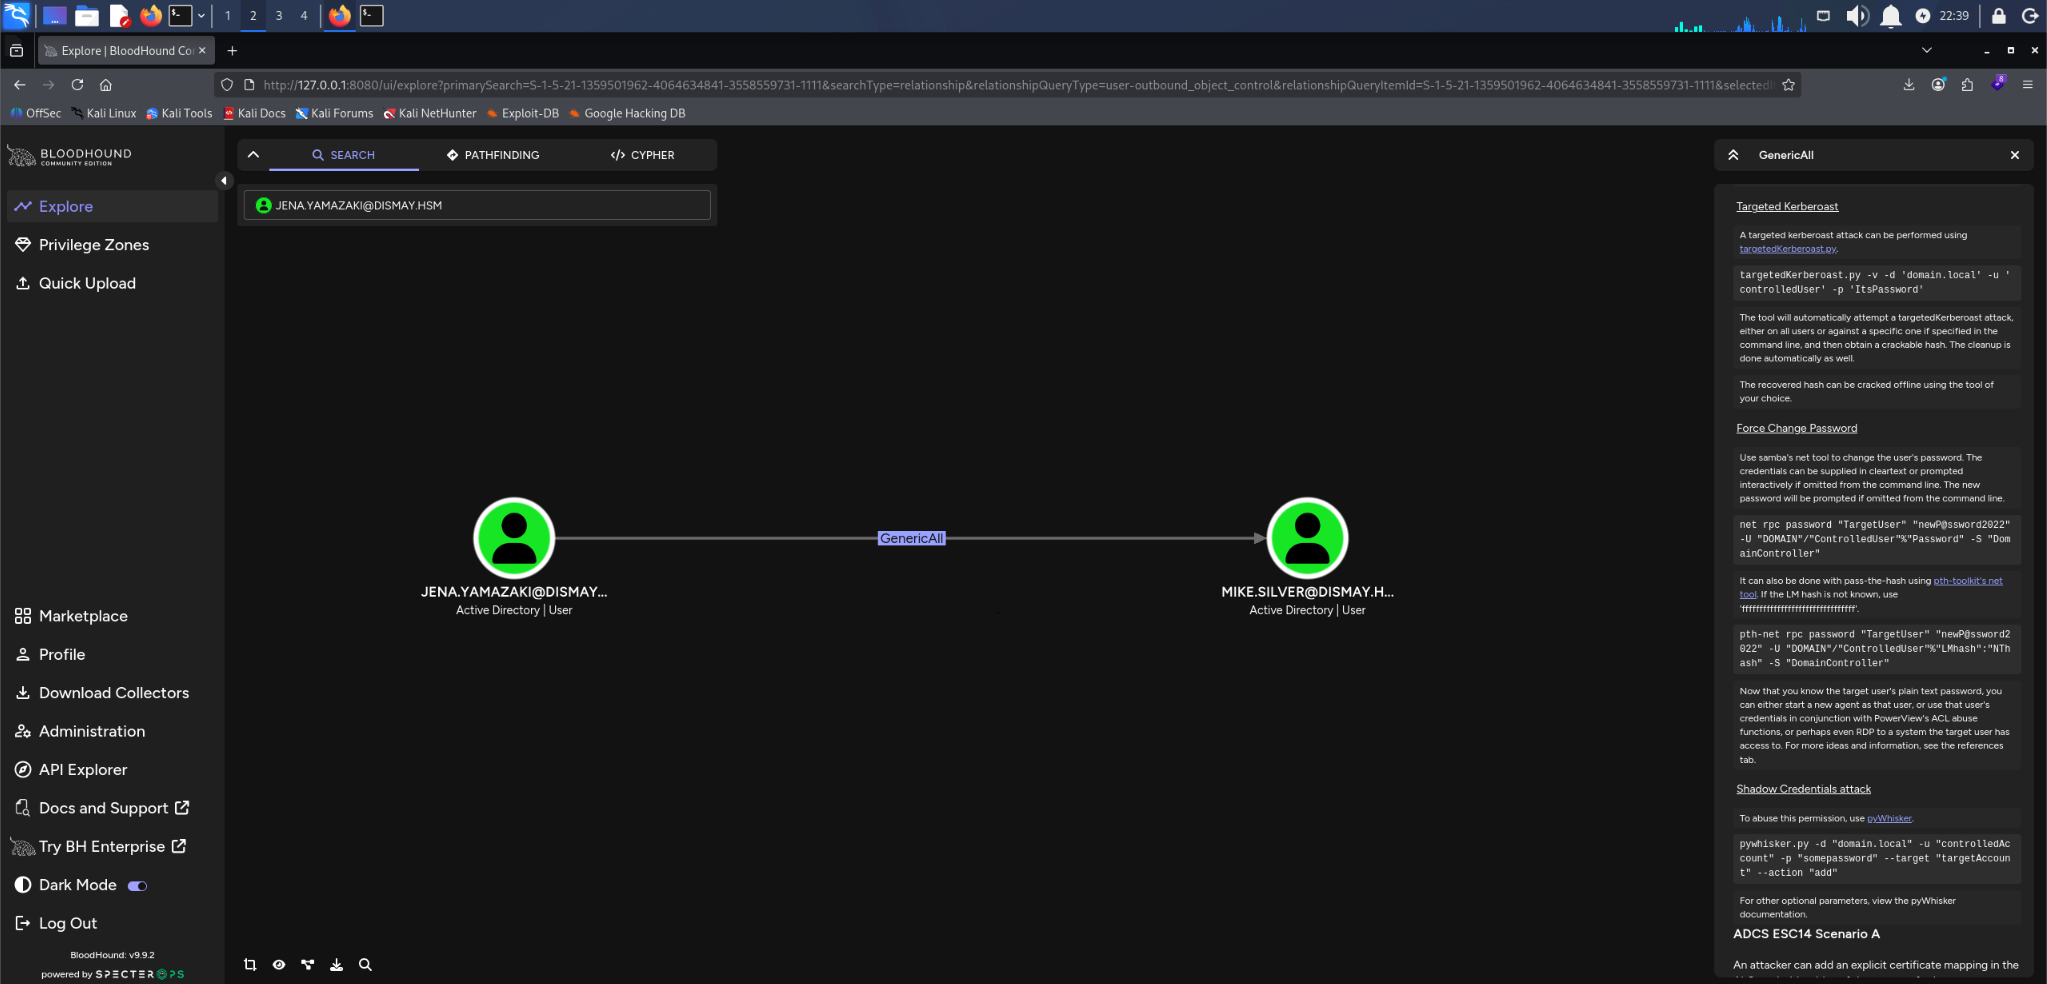 1 2 3 4
22:39
Explore | BloodHound Co
http://127.0.0.1:8080/ui/explore?primarySearch=S-1-5-21-1359501962-4064634841-3558559731-1111&searchType=relationship&relationshipQueryType=user-outbound_object_control&relationshipQueryItemId=S-1-5-21-1359501962-4064634841-3558559731-1111&selectedI
8
OffSec Kali Linux Kali Tools Kali Docs Kali Forums Kali NetHunter Exploit-DB Google Hacking DB
BLOODHOUND
COMMUNITY EDITION
Explore
Privilege Zones
Quick Upload
Marketplace
Profile
Download Collectors
Administration
API Explorer
Docs and Support
Try BH Enterprise
Dark Mode
Log Out
BloodHound: v9.9.2
powered by SPECTEROPS
SEARCH PATHFINDING </> CYPHER
JENA.YAMAZAKI@DISMAY.HSM
GenericAll
JENA.YAMAZAKI@DISMAY...
Active Directory | User
MIKE.SILVER@DISMAY.H...
Active Directory | User
GenericAll
Targeted Kerberoast
A targeted kerberoast attack can be performed using
targetedKerberoast.py.
targetedKerberoast.py -v -d 'domain.local' -u '
controlledUser' -p 'ItsPassword'
The tool will automatically attempt a targetedKerberoast attack,
either on all users or against a specific one if specified in the
command line, and then obtain a crackable hash. The cleanup is
done automatically as well.
The recovered hash can be cracked offline using the tool of
your choice.
Force Change Password
Use samba's net tool to change the user's password. The
credentials can be supplied in cleartext or prompted
interactively if omitted from the command line. The new
password will be prompted if omitted from the command line.
net rpc password "TargetUser" "newP@ssword2022"
-U "DOMAIN"/"ControlledUser"%"Password" -S "Dom
ainController"
It can also be done with pass-the-hash using pth-toolkit's net
tool. If the LM hash is not known, use
'ffffffffffffffffffffffffffffffff'.
pth-net rpc password "TargetUser" "newP@ssword2
022" -U "DOMAIN"/"ControlledUser"%"LMhash":"NTh
ash" -S "DomainController"
Now that you know the target user's plain text password, you
can either start a new agent as that user, or use that user's
credentials in conjunction with PowerView's ACL abuse
functions, or perhaps even RDP to a system the target user has
access to. For more ideas and information, see the references
tab.
Shadow Credentials attack
To abuse this permission, use pyWhisker.
pywhisker.py -d "domain.local" -u "controlledAc
count" -p "somepassword" --target "targetAccoun
t" --action "add"
For other optional parameters, view the pyWhisker
documentation.
ADCS ESC14 Scenario A
An attacker can add an explicit certificate mapping in the